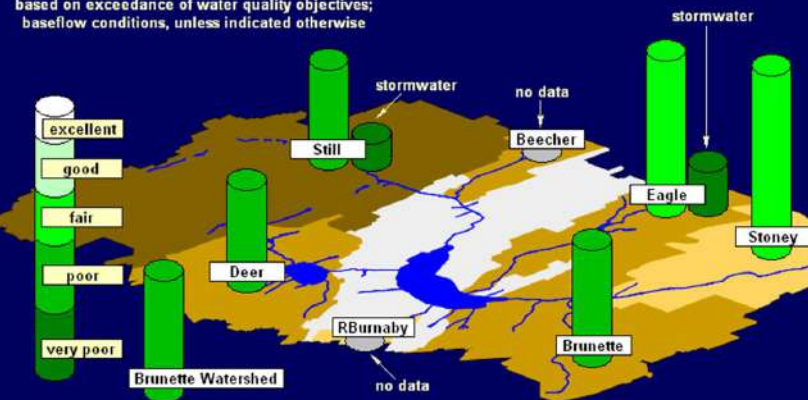 based on exceedance of water quality objectives;
baseflow conditions, unless indicated otherwise
stormwater
stormwater
no data
excellent
good
fair
poor
very poor
Still
Beecher
Eagle
Stoney
Deer
RBurnaby
Brunette
Brunette Watershed
no data